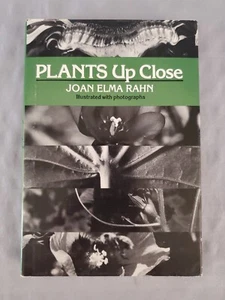 PLANTS Up Close
JOAN ELMA RAHN
Illustrated with photographs